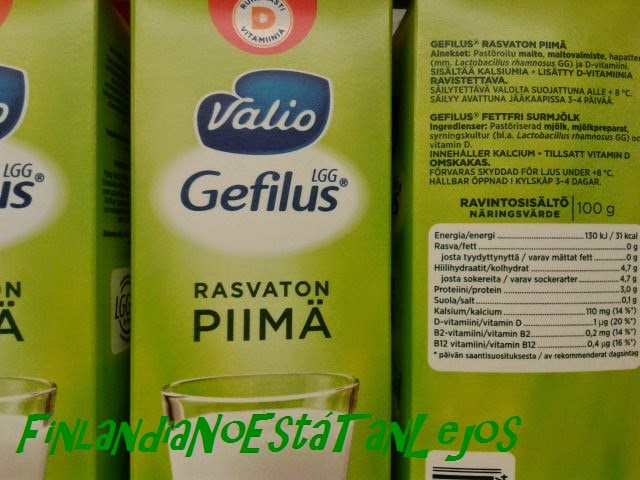 RUNSAASTI
D
VITAMIINIA
Valio
Gefilus® LGG
RASVATON
PIIMÄ
LGG
us®
N
Ä
LGG
GEFILUS® RASVATON PIIMÄ
Ainekset: Pastöroitu maito, maitovalmiste, hapatteet
(mm. Lactobacillus rhamnosus GG) ja D-vitamiini.
SISÄLTÄÄ KALSIUMIA • LISÄTTY D-VITAMIINIA
RAVISTETTAVA.
SÄILYTETTÄVÄ VALOLTA SUOJATTUNA ALLE +8 °C.
SÄILYY AVATTUNA JÄÄKAAPISSA 3–4 PÄIVÄÄ.
GEFILUS® FETTFRI SURMJÖLK
Ingredienser: Pastöriserad mjölk, mjölkpreparat,
syrningskultur (bl.a. Lactobacillus rhamnosus GG) oc
vitamin D.
INNEHÅLLER KALCIUM • TILLSATT VITAMIN D
OMSKAKAS.
FÖRVARAS SKYDDAD FÖR LJUS UNDER +8 °C.
HÅLLBAR ÖPPNAD I KYLSKÅP 3–4 DAGAR.
RAVINTOSISÄLTÖ
NÄRINGSVÄRDE 100 g
Energia/energi 130 kJ / 31 kcal
Rasva/fett 0 g
josta tyydyttynyttä / varav mättat fett 0 g
Hiilihydraatit/kolhydrat 4,7 g
josta sokereita / varav sockerarter 4,7 g
Proteiini/protein 3,0 g
Suola/salt 0,1 g
Kalsium/kalcium 110 mg (14 %*)
D-vitamiini/vitamin D 1 µg (20 %*)
B2-vitamiini/vitamin B2 0,2 mg (14 %*)
B12 vitamiini/vitamin B12 0,4 µg (16 %*)
* päivän saantisuosituksesta / av rekommenderat dagsintag
FinlandiaNoEstáTanLejos